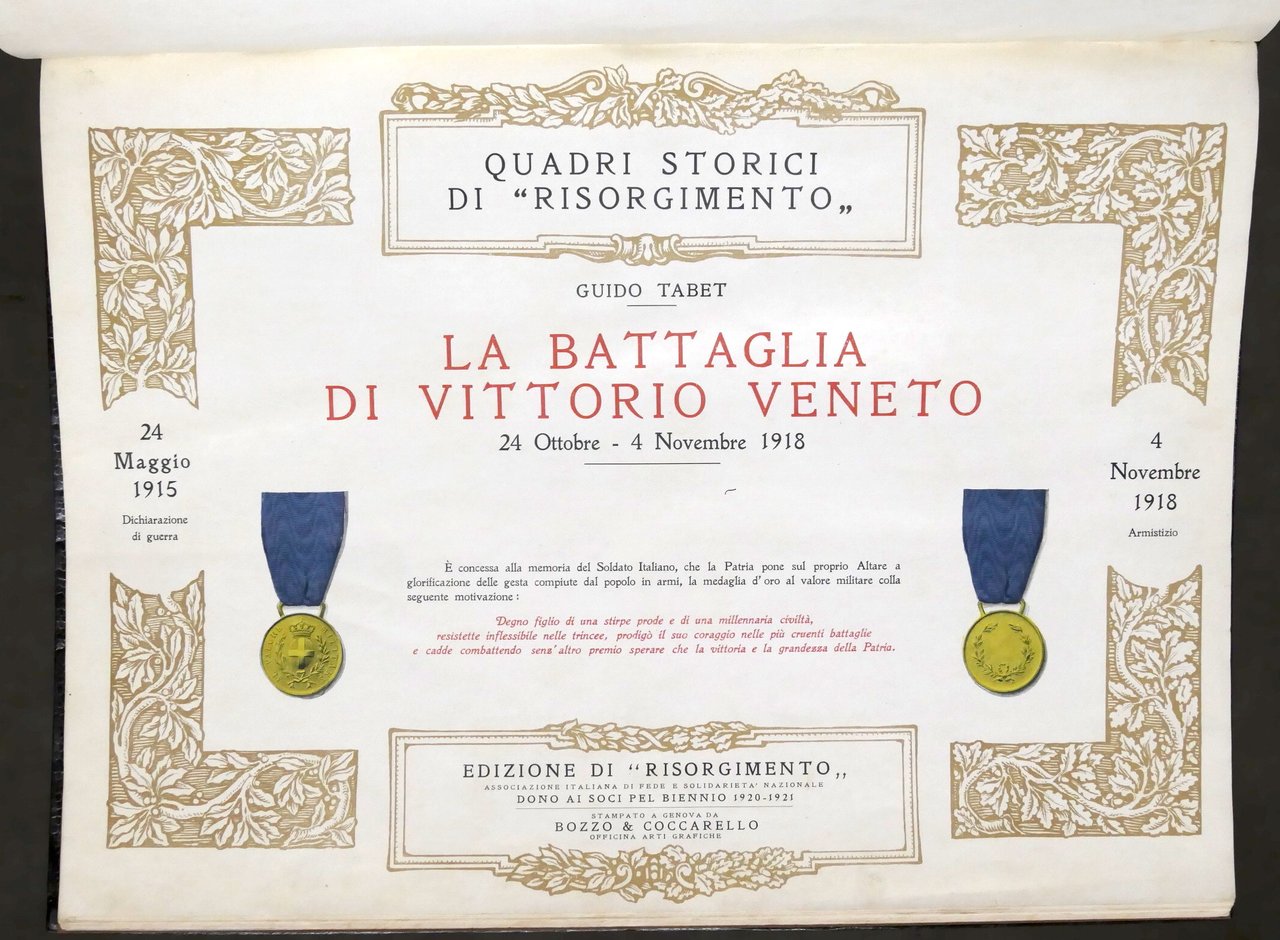 QUADRI STORICI
DI “RISORGIMENTO„
GUIDO TABET
LA BATTAGLIA
DI VITTORIO VENETO
24 Ottobre - 4 Novembre 1918
24
Maggio
1915
Dichiarazione
di guerra
4
Novembre
1918
Armistizio
È concessa alla memoria del Soldato Italiano, che la Patria pone sul proprio Altare a
glorificazione delle gesta compiute dal popolo in armi, la medaglia d'oro al valore militare colla
seguente motivazione :
Degno figlio di una stirpe prode e di una millennaria civiltà,
resistette inflessibile nelle trincee, prodigò il suo coraggio nelle più cruenti battaglie
e cadde combattendo senz'altro premio sperare che la vittoria e la grandezza della Patria.
EDIZIONE DI “RISORGIMENTO„
ASSOCIAZIONE ITALIANA DI FEDE E SOLIDARIETA' NAZIONALE
DONO AI SOCI PEL BIENNIO 1920-1921
STAMPATO A GENOVA DA
BOZZO & COCCARELLO
OFFICINA ARTI GRAFICHE